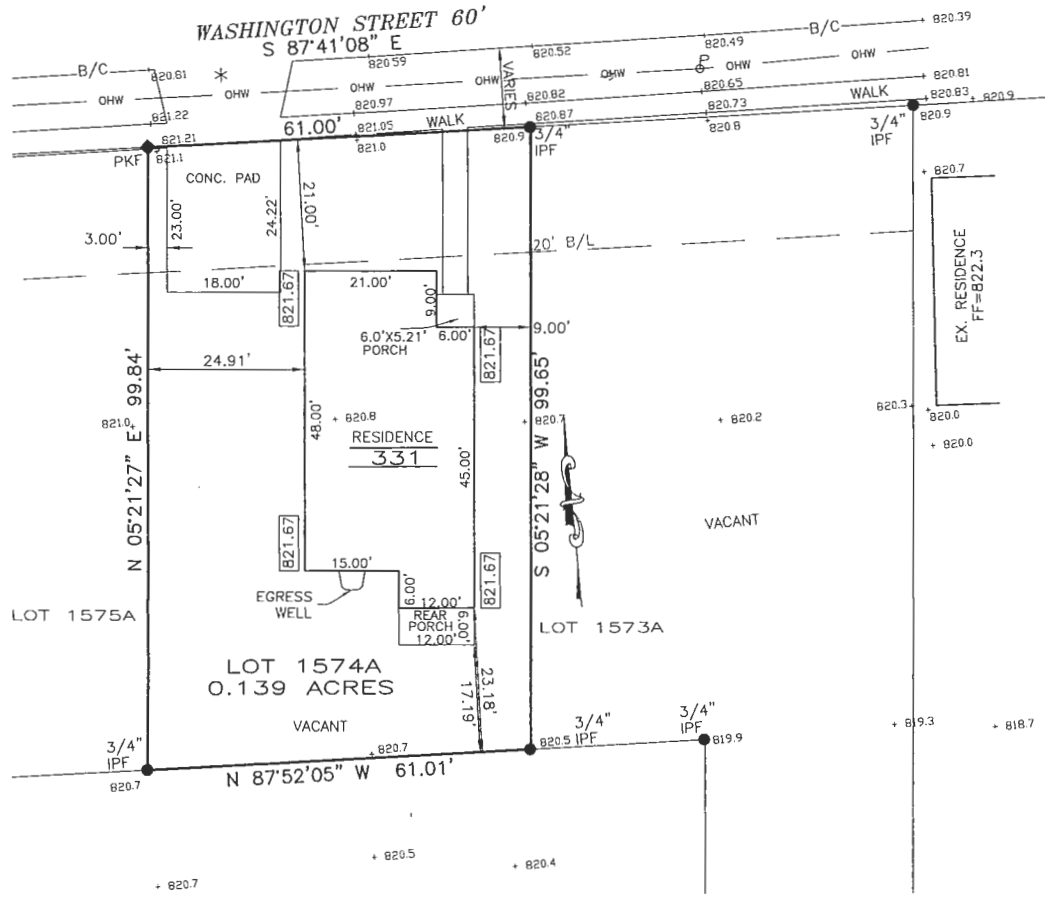 WASHINGTON STREET 60'
S 87°41'08" E
820.59
820.52
820.49
B/C
820.39
B/C
820.81
OHW
OHW
OHW
OHW
OHW
P
OHW
OHW
VARIES
820.65
820.81
821.22
820.97
820.82
820.73
WALK
820.83
820.9
61.00'
821.05
WALK
820.87
820.8
820.9
821.21
821.1
821.0
820.9
3/4"
IPF
3/4"
IPF
PKF
CONC. PAD
820.7
23.00'
24.22'
21.00'
3.00'
20' B/L
18.00'
821.67
21.00'
9.00'
6.0'X5.21'
PORCH
6.00'
9.00'
821.67
EX. RESIDENCE
FF=822.3
24.91'
N 05°21'27" E 99.84'
S 05°21'28" W 99.65'
821.0
48.00'
820.8
820.7
820.2
820.3
820.0
820.0
RESIDENCE
331
45.00'
VACANT
821.67
15.00'
821.67
EGRESS
WELL
6.00'
12.00'
REAR
PORCH
6.00'
12.00'
LOT 1575A
LOT 1573A
LOT 1574A
0.139 ACRES
23.18'
17.19'
VACANT
3/4"
IPF
820.7
820.7
820.5
3/4"
IPF
3/4"
IPF
819.9
819.3
818.7
N 87°52'05" W 61.01'
820.7
820.5
820.4